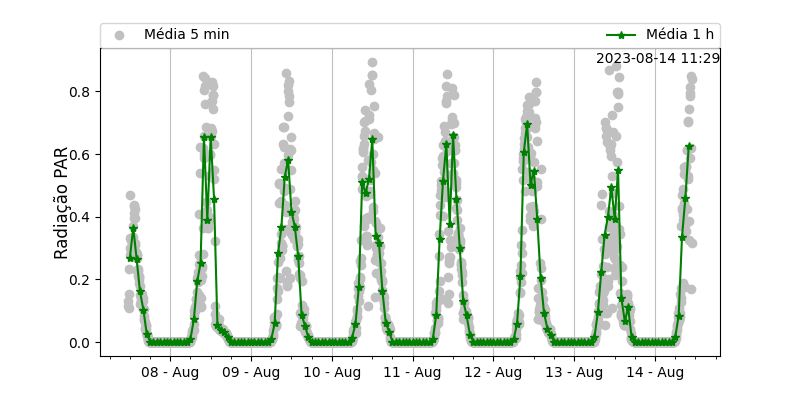 Média 5 min
Média 1 h
2023-08-14 11:29
Radiação PAR
0.8
0.6
0.4
0.2
0.0
08 - Aug
09 - Aug
10 - Aug
11 - Aug
12 - Aug
13 - Aug
14 - Aug